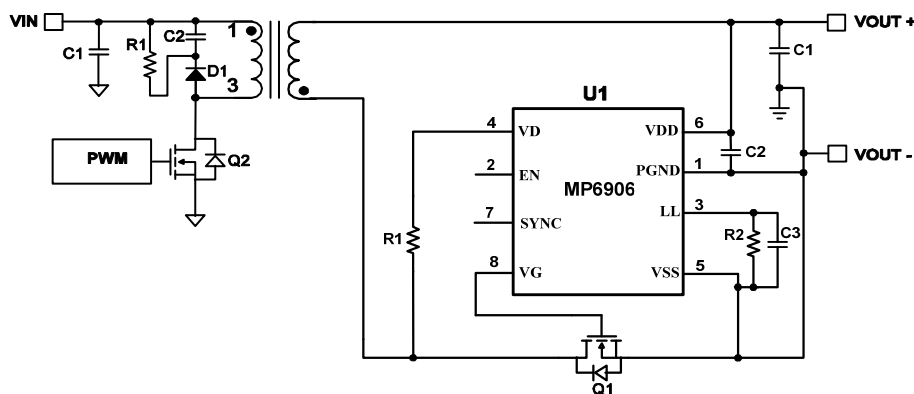 VIN
C1
R1
C2
D1
1
3
PWM
Q2
VOUT +
C1
VOUT -
U1
MP6906
4 VD
2 EN
7 SYNC
8 VG
VDD 6
PGND 1
LL 3
VSS 5
C2
R2
C3
R1
Q1